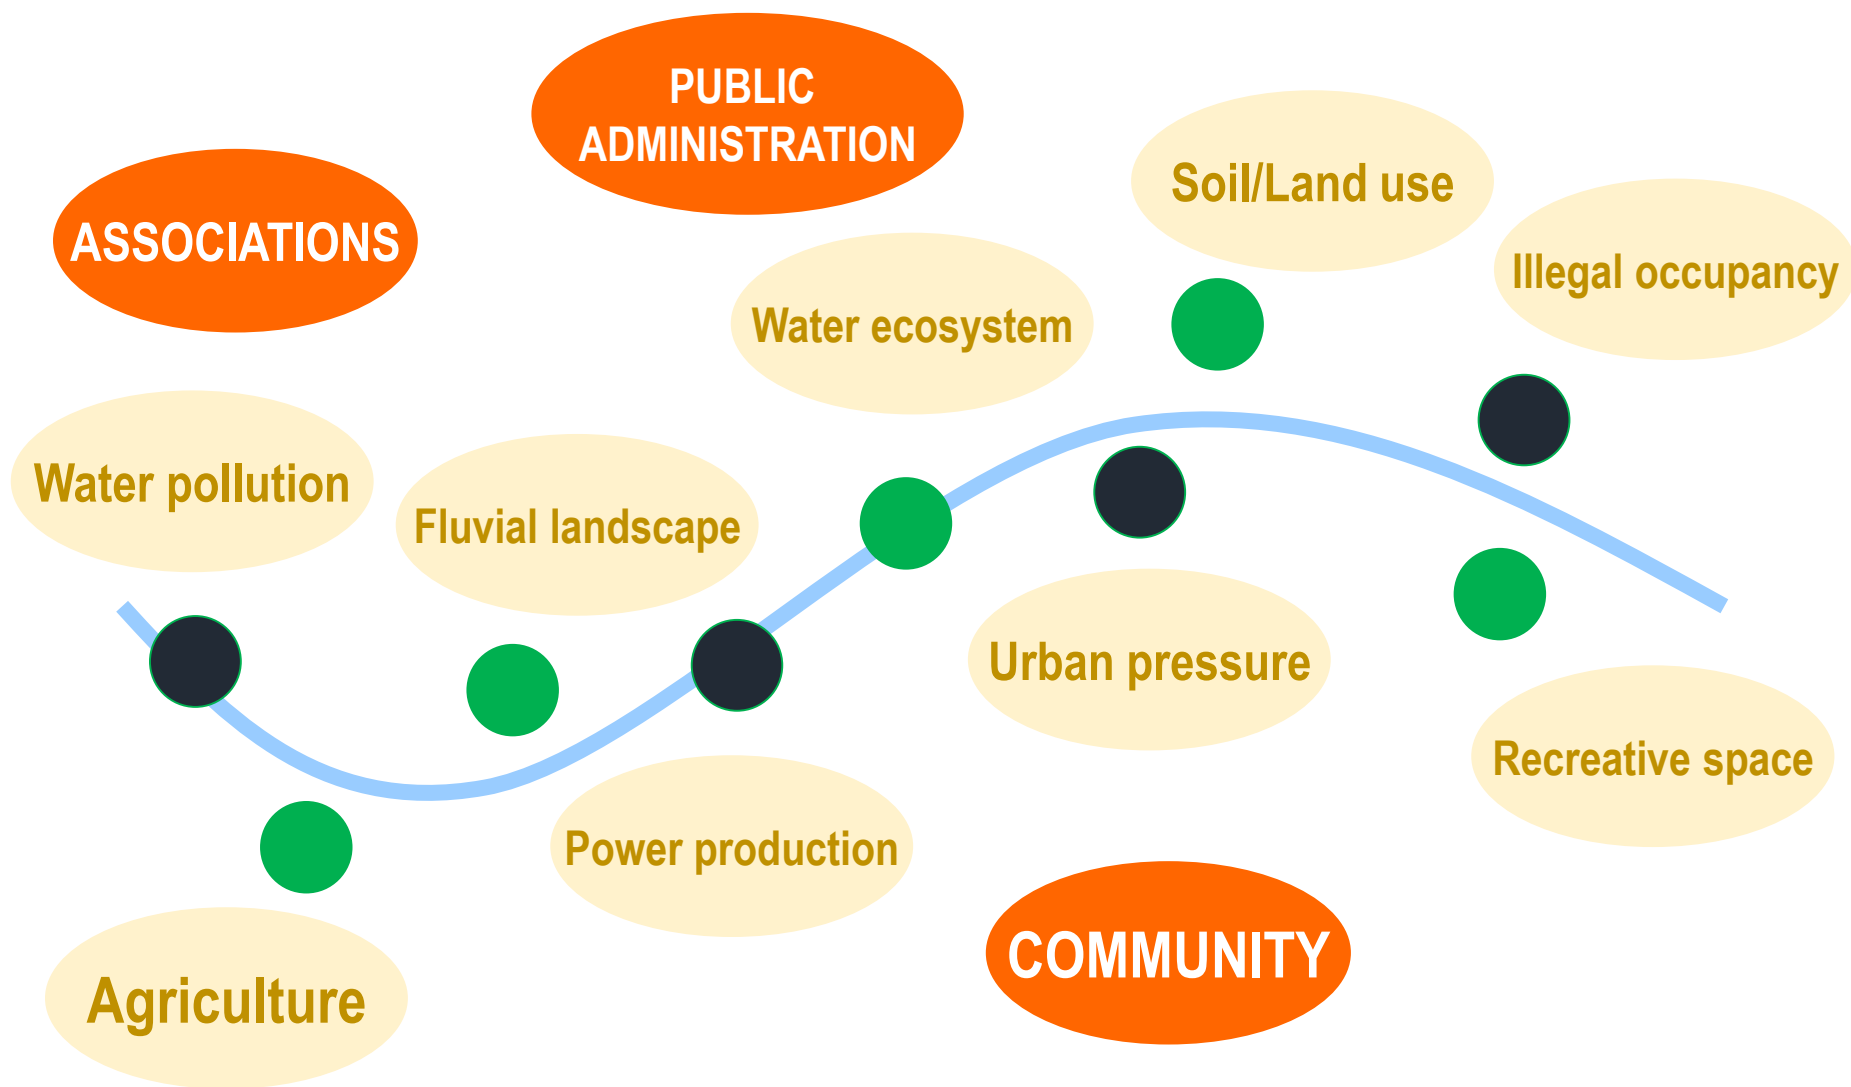 PUBLIC
ADMINISTRATION
ASSOCIATIONS
Soil/Land use
Illegal occupancy
Water ecosystem
Water pollution
Fluvial landscape
Urban pressure
Recreative space
Power production
COMMUNITY
Agriculture